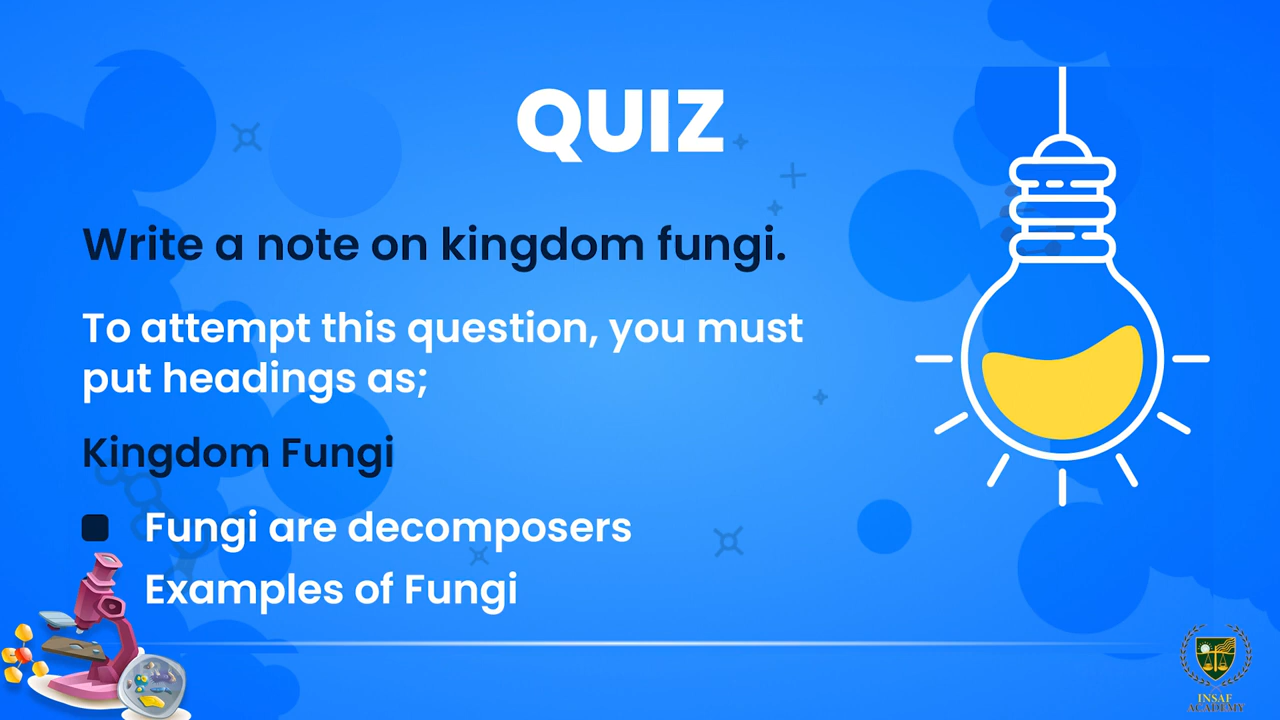 QUIZ
Write a note on kingdom fungi.
To attempt this question, you must
put headings as;
Kingdom Fungi
Fungi are decomposers
Examples of Fungi
INSAF
ACADEMY